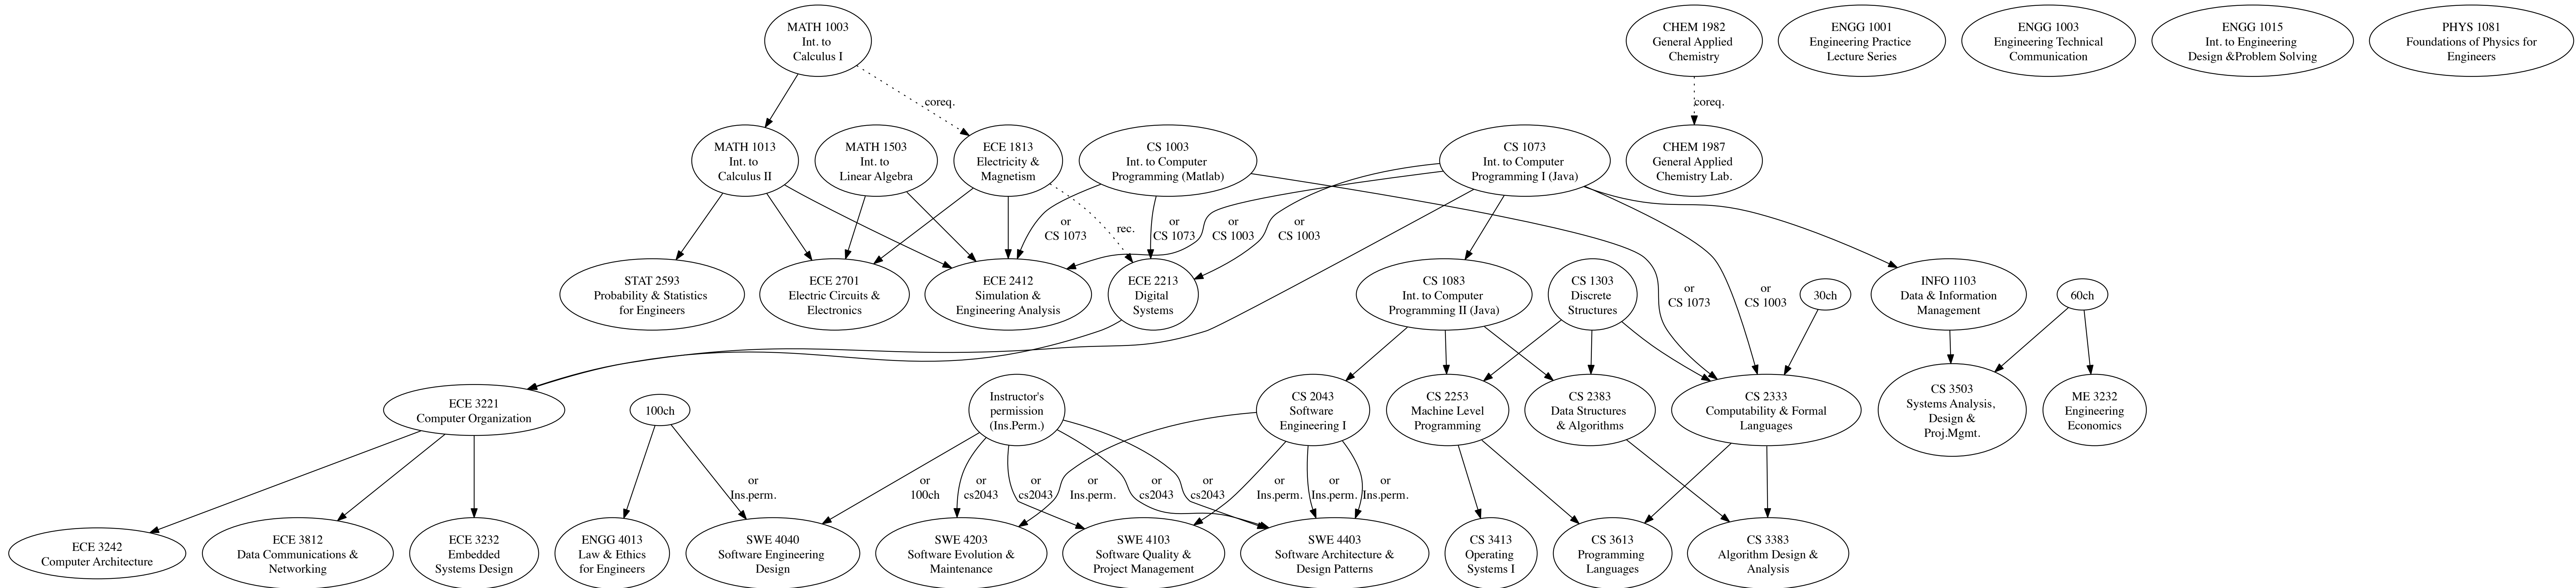 MATH 1003
Int. to
Calculus I
CHEM 1982
General Applied
Chemistry
ENGG 1001
Engineering Practice
Lecture Series
ENGG 1003
Engineering Technical
Communication
ENGG 1015
Int. to Engineering
Design &Problem Solving
PHYS 1081
Foundations of Physics for
Engineers
coreq.
coreq.
MATH 1013
Int. to
Calculus II
MATH 1503
Int. to
Linear Algebra
ECE 1813
Electricity &
Magnetism
CS 1003
Int. to Computer
Programming (Matlab)
CS 1073
Int. to Computer
Programming I (Java)
CHEM 1987
General Applied
Chemistry Lab.
or
CS 1073
rec.
or
CS 1073
or
CS 1003
or
CS 1003
STAT 2593
Probability & Statistics
for Engineers
ECE 2701
Electric Circuits &
Electronics
ECE 2412
Simulation &
Engineering Analysis
ECE 2213
Digital
Systems
CS 1083
Int. to Computer
Programming II (Java)
CS 1303
Discrete
Structures
or
CS 1073
or
CS 1003
30ch
INFO 1103
Data & Information
Management
60ch
ECE 3221
Computer Organization
100ch
Instructor's
permission
(Ins.Perm.)
CS 2043
Software
Engineering I
CS 2253
Machine Level
Programming
CS 2383
Data Structures
& Algorithms
CS 2333
Computability & Formal
Languages
CS 3503
Systems Analysis,
Design &
Proj.Mgmt.
ME 3232
Engineering
Economics
or
Ins.perm.
or
100ch
or
cs2043
or
cs2043
or
Ins.perm.
or
cs2043
or
cs2043
or
Ins.perm.
or
Ins.perm.
or
Ins.perm.
ECE 3242
Computer Architecture
ECE 3812
Data Communications &
Networking
ECE 3232
Embedded
Systems Design
ENGG 4013
Law & Ethics
for Engineers
SWE 4040
Software Engineering
Design
SWE 4203
Software Evolution &
Maintenance
SWE 4103
Software Quality &
Project Management
SWE 4403
Software Architecture &
Design Patterns
CS 3413
Operating
Systems I
CS 3613
Programming
Languages
CS 3383
Algorithm Design &
Analysis